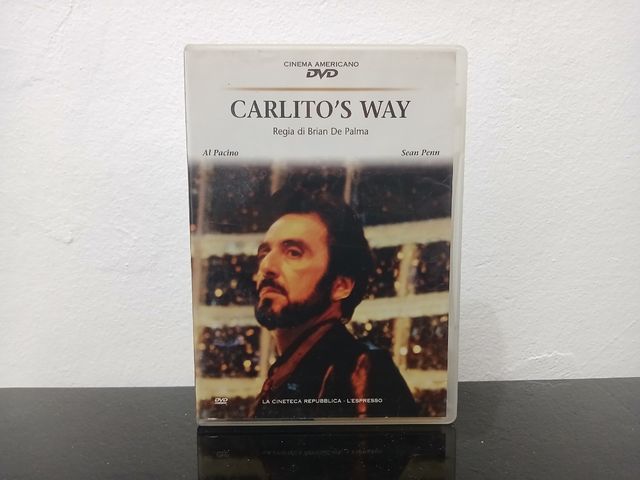 CINEMA AMERICANO
DVD
CARLITO'S WAY
Regia di Brian De Palma
Al Pacino Sean Penn
DVD
LA CINETECA REPUBBLICA - L'ESPRESSO